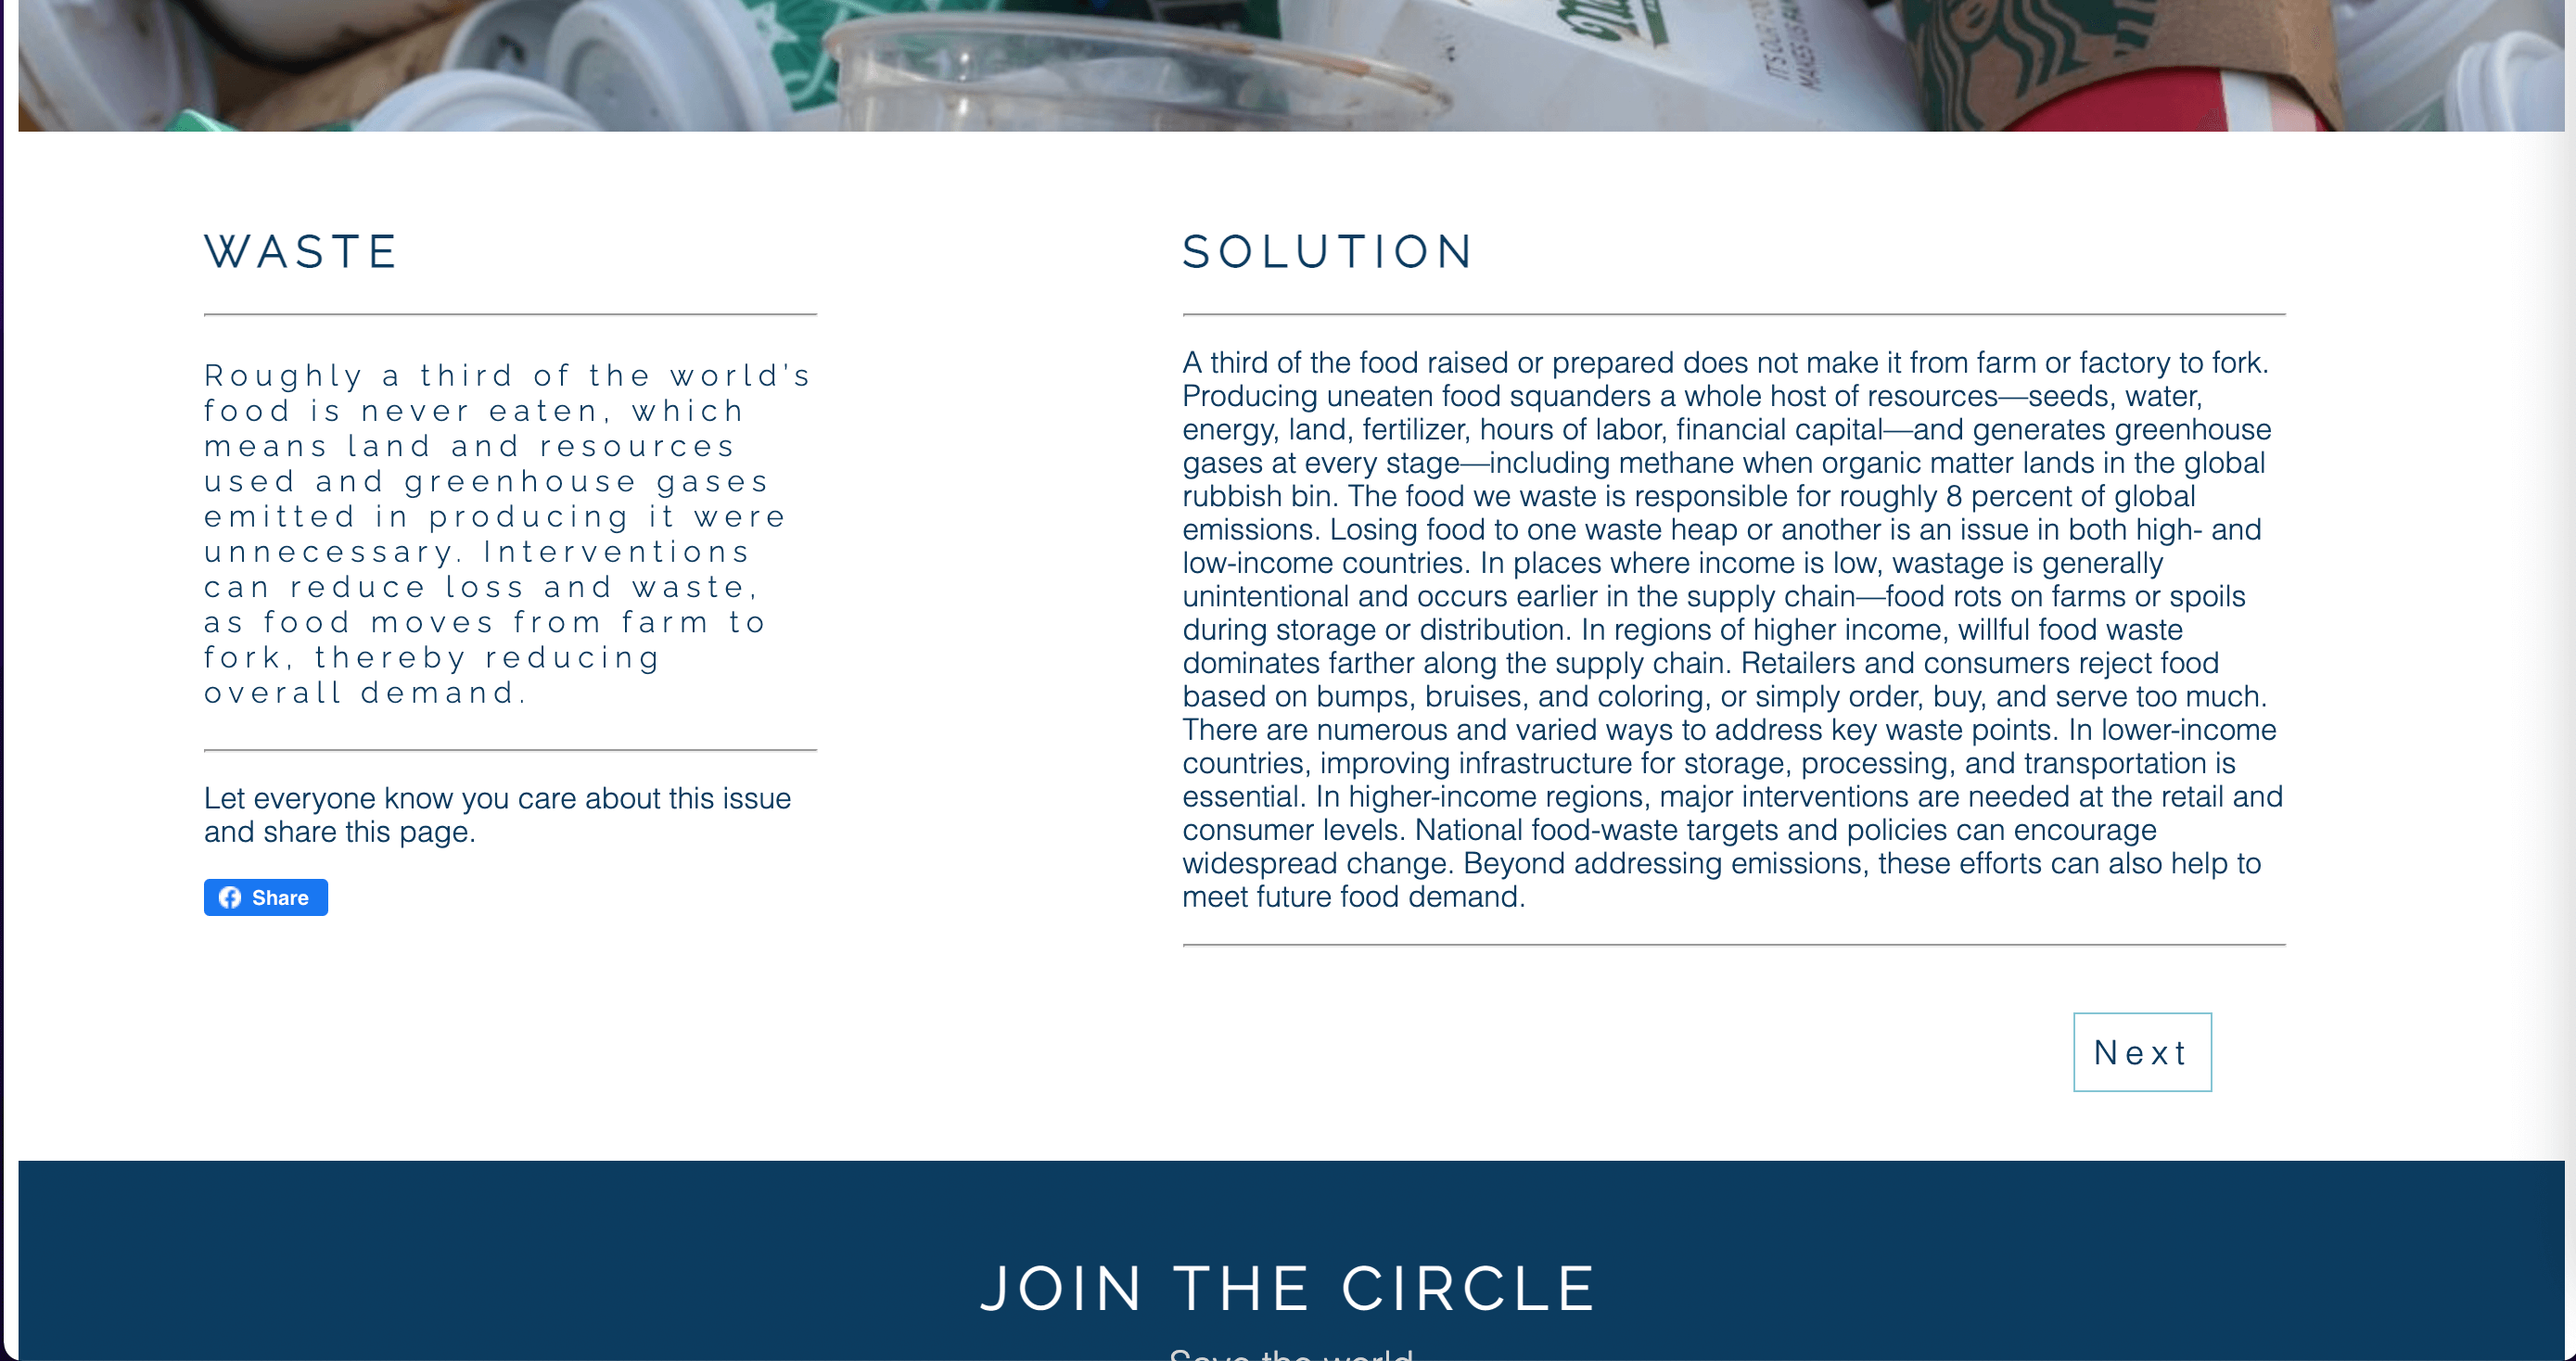 IT'S OUR FO
MAKES US FA
WASTE
Roughly a third of the world's
food is never eaten, which
means land and resources
used and greenhouse gases
emitted in producing it were
unnecessary. Interventions
can reduce loss and waste,
as food moves from farm to
fork, thereby reducing
overall demand.
Let everyone know you care about this issue
and share this page.
Share
SOLUTION
A third of the food raised or prepared does not make it from farm or factory to fork.
Producing uneaten food squanders a whole host of resources—seeds, water,
energy, land, fertilizer, hours of labor, financial capital—and generates greenhouse
gases at every stage—including methane when organic matter lands in the global
rubbish bin. The food we waste is responsible for roughly 8 percent of global
emissions. Losing food to one waste heap or another is an issue in both high- and
low-income countries. In places where income is low, wastage is generally
unintentional and occurs earlier in the supply chain—food rots on farms or spoils
during storage or distribution. In regions of higher income, willful food waste
dominates farther along the supply chain. Retailers and consumers reject food
based on bumps, bruises, and coloring, or simply order, buy, and serve too much.
There are numerous and varied ways to address key waste points. In lower-income
countries, improving infrastructure for storage, processing, and transportation is
essential. In higher-income regions, major interventions are needed at the retail and
consumer levels. National food-waste targets and policies can encourage
widespread change. Beyond addressing emissions, these efforts can also help to
meet future food demand.
Next
JOIN THE CIRCLE
Save the world